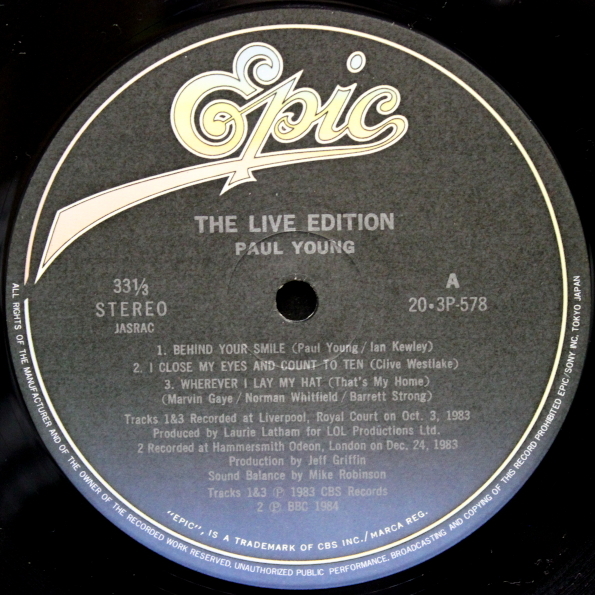 Epic
THE LIVE EDITION
PAUL YOUNG
33⅓
STEREO
JASRAC
A
20•3P-578
1. BEHIND YOUR SMILE (Paul Young / Ian Kewley)
2. I CLOSE MY EYES AND COUNT TO TEN (Clive Westlake)
3. WHEREVER I LAY MY HAT (That's My Home)
(Marvin Gaye / Norman Whitfield / Barrett Strong)
Tracks 1&3 Recorded at Liverpool, Royal Court on Oct. 3, 1983
Produced by Laurie Latham for LOL Productions Ltd.
2 Recorded at Hammersmith Odeon, London on Dec. 24, 1983
Production by Jeff Griffin
Sound Balance by Mike Robinson
Tracks 1&3 ℗ 1983 CBS Records
2 ℗ BBC 1984
"EPIC", IS A TRADEMARK OF CBS INC./MARCA REG.
ALL RIGHTS OF THE MANUFACTURER AND OF THE OWNER OF THE RECORDED WORK RESERVED. UNAUTHORIZED PUBLIC PERFORMANCE, BROADCASTING AND COPYING OF THIS RECORD PROHIBITED EPIC/SONY INC. TOKYO JAPAN